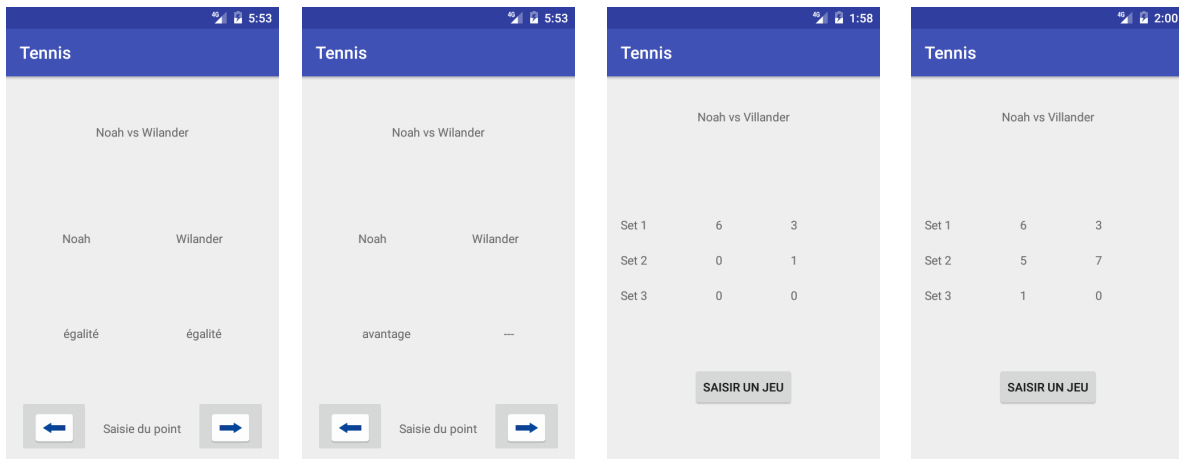 4G 5:53
Tennis
Noah vs Wilander
Noah Wilander
égalité égalité
Saisie du point
4G 5:53
Tennis
Noah vs Wilander
Noah Wilander
avantage ---
Saisie du point
4G 1:58
Tennis
Noah vs Villander
Set 1 6 3
Set 2 0 1
Set 3 0 0
SAISIR UN JEU
4G 2:00
Tennis
Noah vs Villander
Set 1 6 3
Set 2 5 7
Set 3 1 0
SAISIR UN JEU